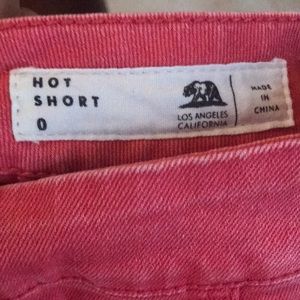 HOT
SHORT
0
LOS ANGELES
CALIFORNIA
MADE
IN
CHINA